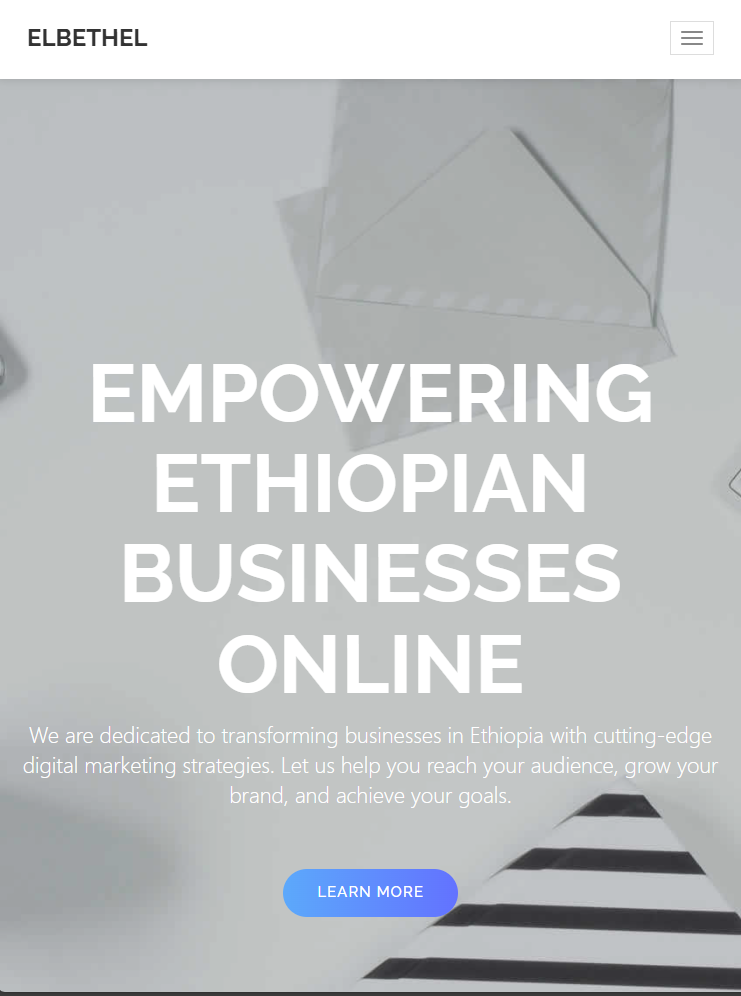 ELBETHEL
EMPOWERING
ETHIOPIAN
BUSINESSES
ONLINE
We are dedicated to transforming businesses in Ethiopia with cutting-edge
digital marketing strategies. Let us help you reach your audience, grow your
brand, and achieve your goals.
LEARN MORE